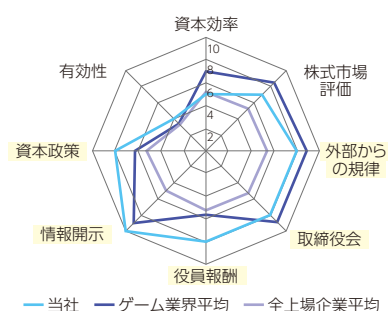 資本効率
10
8
6
4
2
有効性
株式市場
評価
資本政策
外部から
の規律
情報開示
取締役会
役員報酬
当社 ゲーム業界平均 全上場企業平均